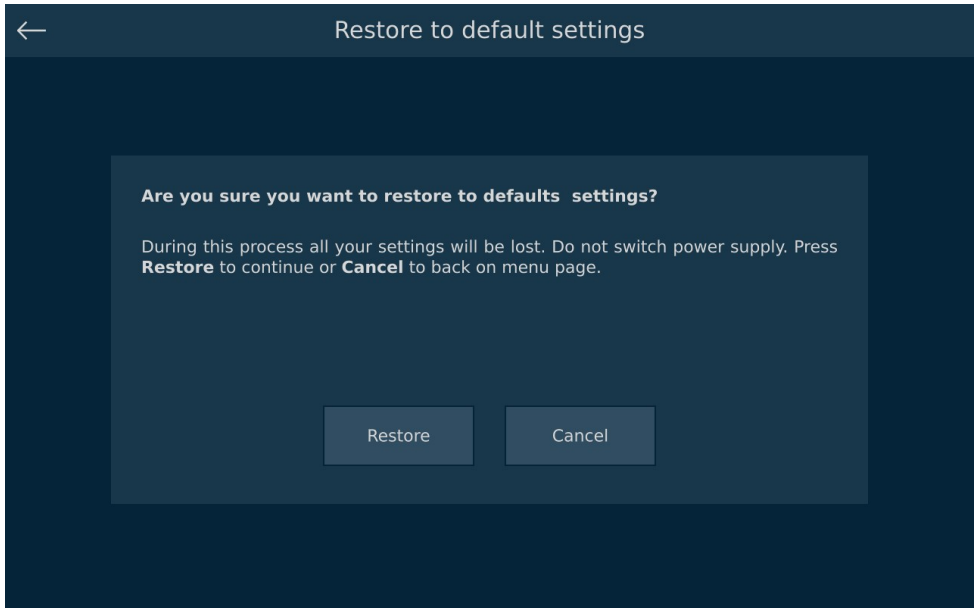 Restore to default settings
Are you sure you want to restore to defaults  settings?
During this process all your settings will be lost. Do not switch power supply. Press
Restore to continue or Cancel to back on menu page.
Restore
Cancel